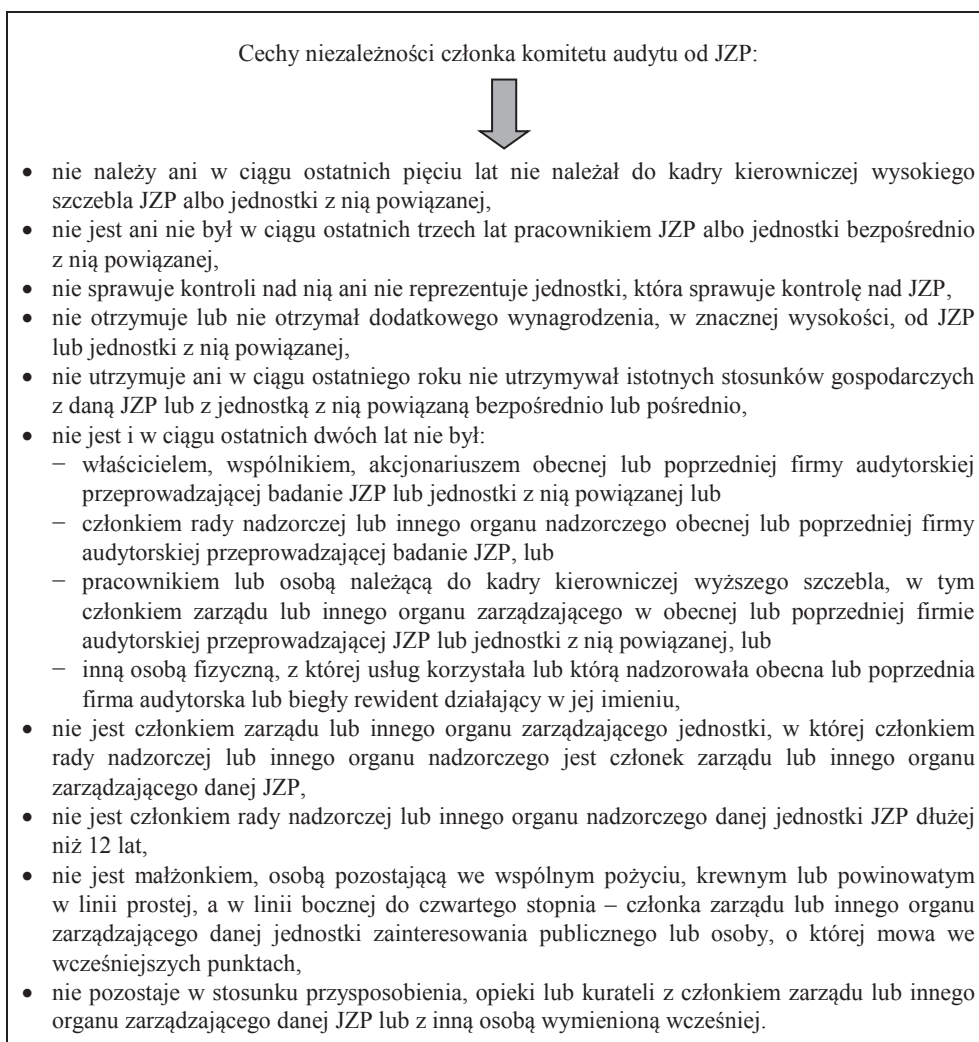 Cechy niezależności członka komitetu audytu od JZP:
• nie należy ani w ciągu ostatnich pięciu lat nie należał do kadry kierowniczej wysokiego
szczebla JZP albo jednostki z nią powiązanej,
• nie jest ani nie był w ciągu ostatnich trzech lat pracownikiem JZP albo jednostki bezpośrednio
z nią powiązanej,
• nie sprawuje kontroli nad nią ani nie reprezentuje jednostki, która sprawuje kontrolę nad JZP,
• nie otrzymuje lub nie otrzymał dodatkowego wynagrodzenia, w znacznej wysokości, od JZP
lub jednostki z nią powiązanej,
• nie utrzymuje ani w ciągu ostatniego roku nie utrzymywał istotnych stosunków gospodarczych
z daną JZP lub z jednostką z nią powiązaną bezpośrednio lub pośrednio,
• nie jest i w ciągu ostatnich dwóch lat nie był:
− właścicielem, wspólnikiem, akcjonariuszem obecnej lub poprzedniej firmy audytorskiej
przeprowadzającej badanie JZP lub jednostki z nią powiązanej lub
− członkiem rady nadzorczej lub innego organu nadzorczego obecnej lub poprzedniej firmy
audytorskiej przeprowadzającej badanie JZP, lub
− pracownikiem lub osobą należącą do kadry kierowniczej wyższego szczebla, w tym
członkiem zarządu lub innego organu zarządzającego w obecnej lub poprzedniej firmie
audytorskiej przeprowadzającej JZP lub jednostki z nią powiązanej, lub
− inną osobą fizyczną, z której usług korzystała lub którą nadzorowała obecna lub poprzednia
firma audytorska lub biegły rewident działający w jej imieniu,
• nie jest członkiem zarządu lub innego organu zarządzającego jednostki, w której członkiem
rady nadzorczej lub innego organu nadzorczego jest członek zarządu lub innego organu
zarządzającego danej JZP,
• nie jest członkiem rady nadzorczej lub innego organu nadzorczego danej jednostki JZP dłużej
niż 12 lat,
• nie jest małżonkiem, osobą pozostającą we wspólnym pożyciu, krewnym lub powinowatym
w linii prostej, a w linii bocznej do czwartego stopnia – członka zarządu lub innego organu
zarządzającego danej jednostki zainteresowania publicznego lub osoby, o której mowa we
wcześniejszych punktach,
• nie pozostaje w stosunku przysposobienia, opieki lub kurateli z członkiem zarządu lub innego
organu zarządzającego danej JZP lub z inną osobą wymienioną wcześniej.